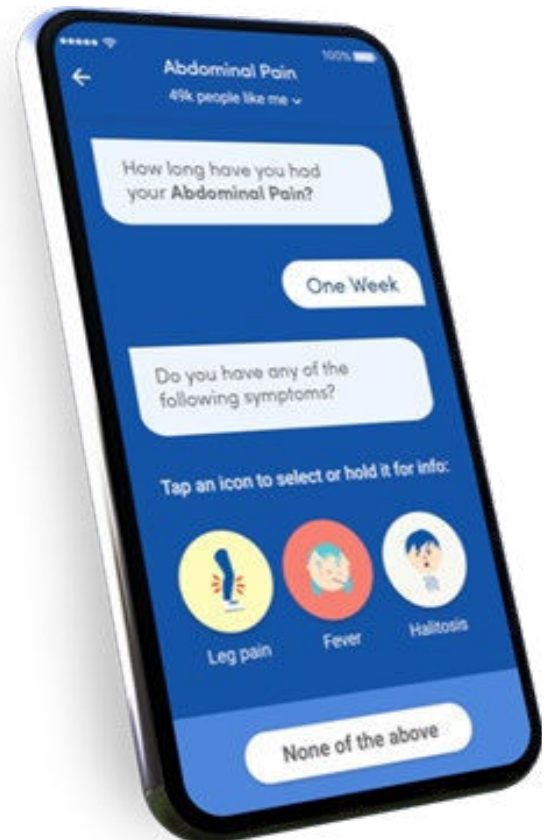 100%
Abdominal Pain
49k people like me
How long have you had
your Abdominal Pain?
One Week
Do you have any of the
following symptoms?
Tap an icon to select or hold it for info:
Leg pain
Fever
Halitosis
None of the above